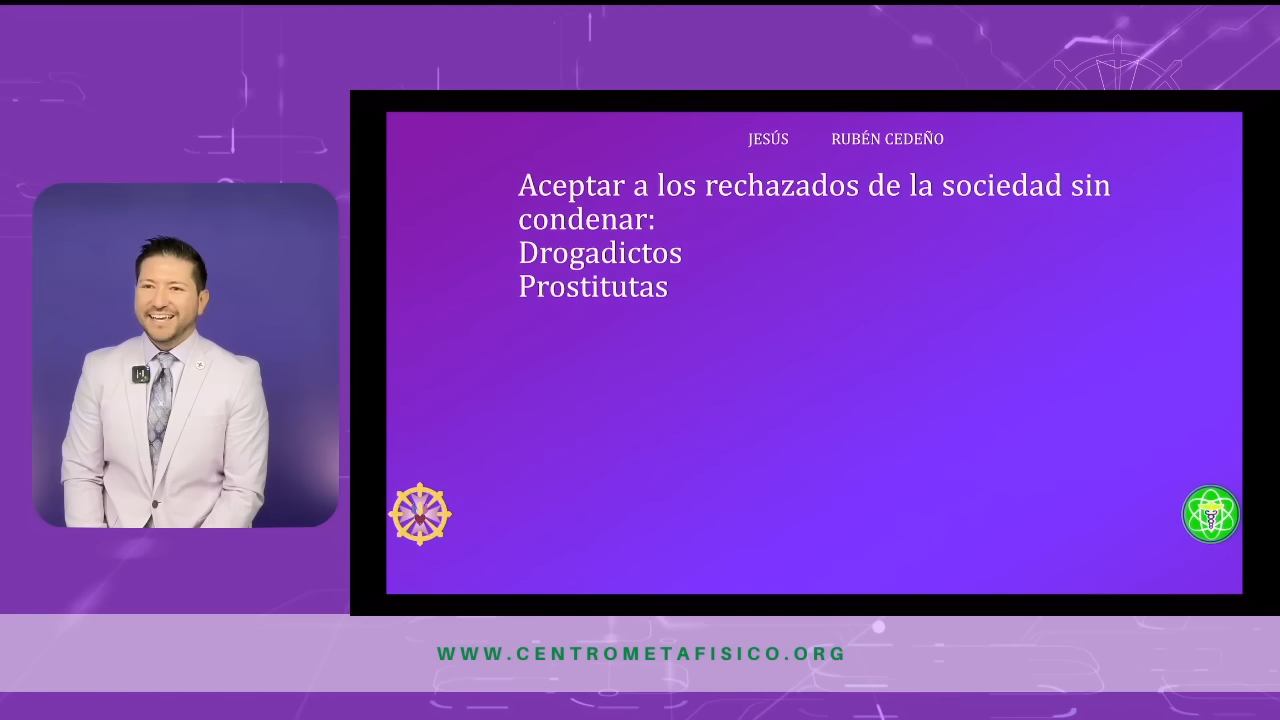 JESÚS RUBÉN CEDEÑO
Aceptar a los rechazados de la sociedad sin
condenar:
Drogadictos
Prostitutas
WWW.CENTROMETAFISICO.ORG